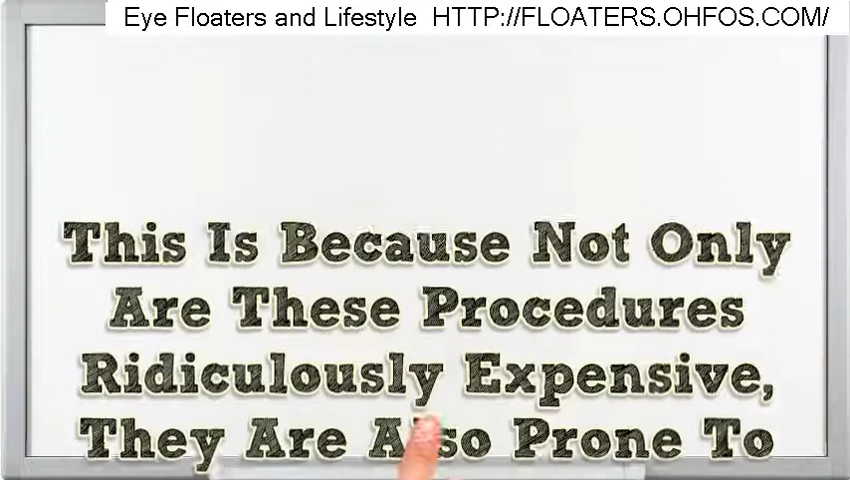 Eye Floaters and Lifestyle HTTP://FLOATERS.OHFOS.COM/
This Is Because Not Only
Are These Procedures
Ridiculously Expensive,
They Are Also Prone To